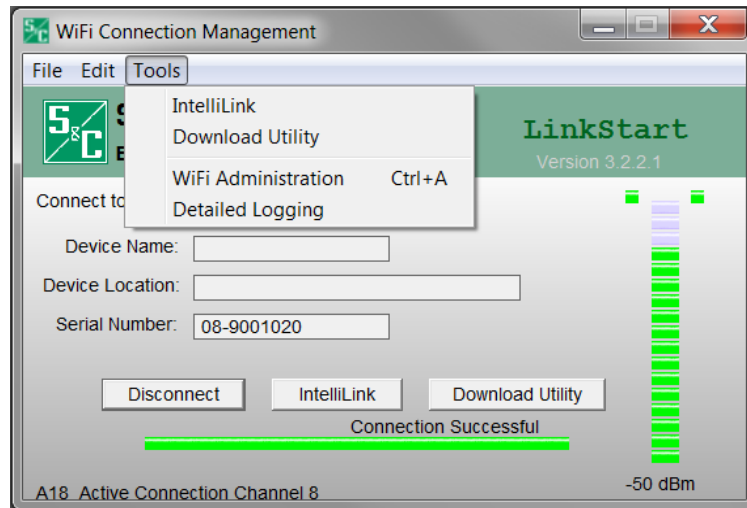 WiFi Connection Management
File Edit Tools
IntelliLink
Download Utility
WiFi Administration Ctrl+A
Detailed Logging
S&C
LinkStart
Version 3.2.2.1
Connect to
Device Name:
Device Location:
Serial Number: 08-9001020
Disconnect IntelliLink Download Utility
Connection Successful
A18 Active Connection Channel 8
-50 dBm